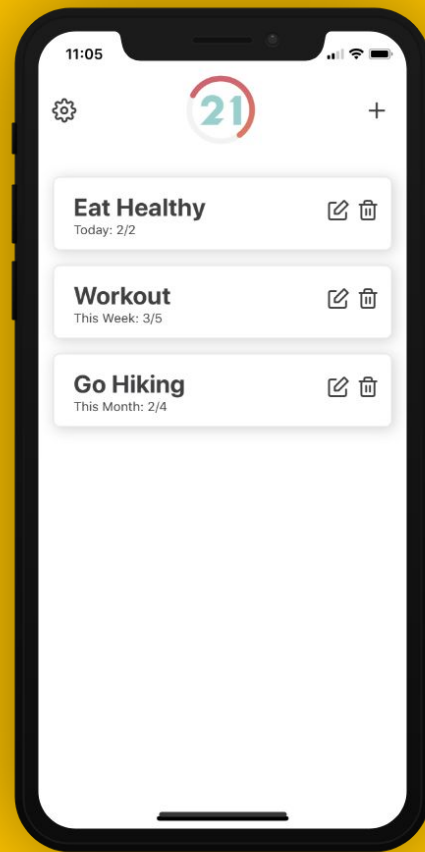 11:05
21
Eat Healthy
Today: 2/2
Workout
This Week: 3/5
Go Hiking
This Month: 2/4